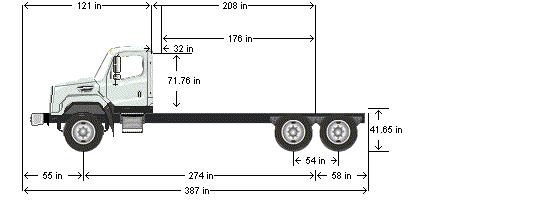 121 in
208 in
176 in
32 in
71.76 in
41.65 in
54 in
55 in
274 in
58 in
387 in